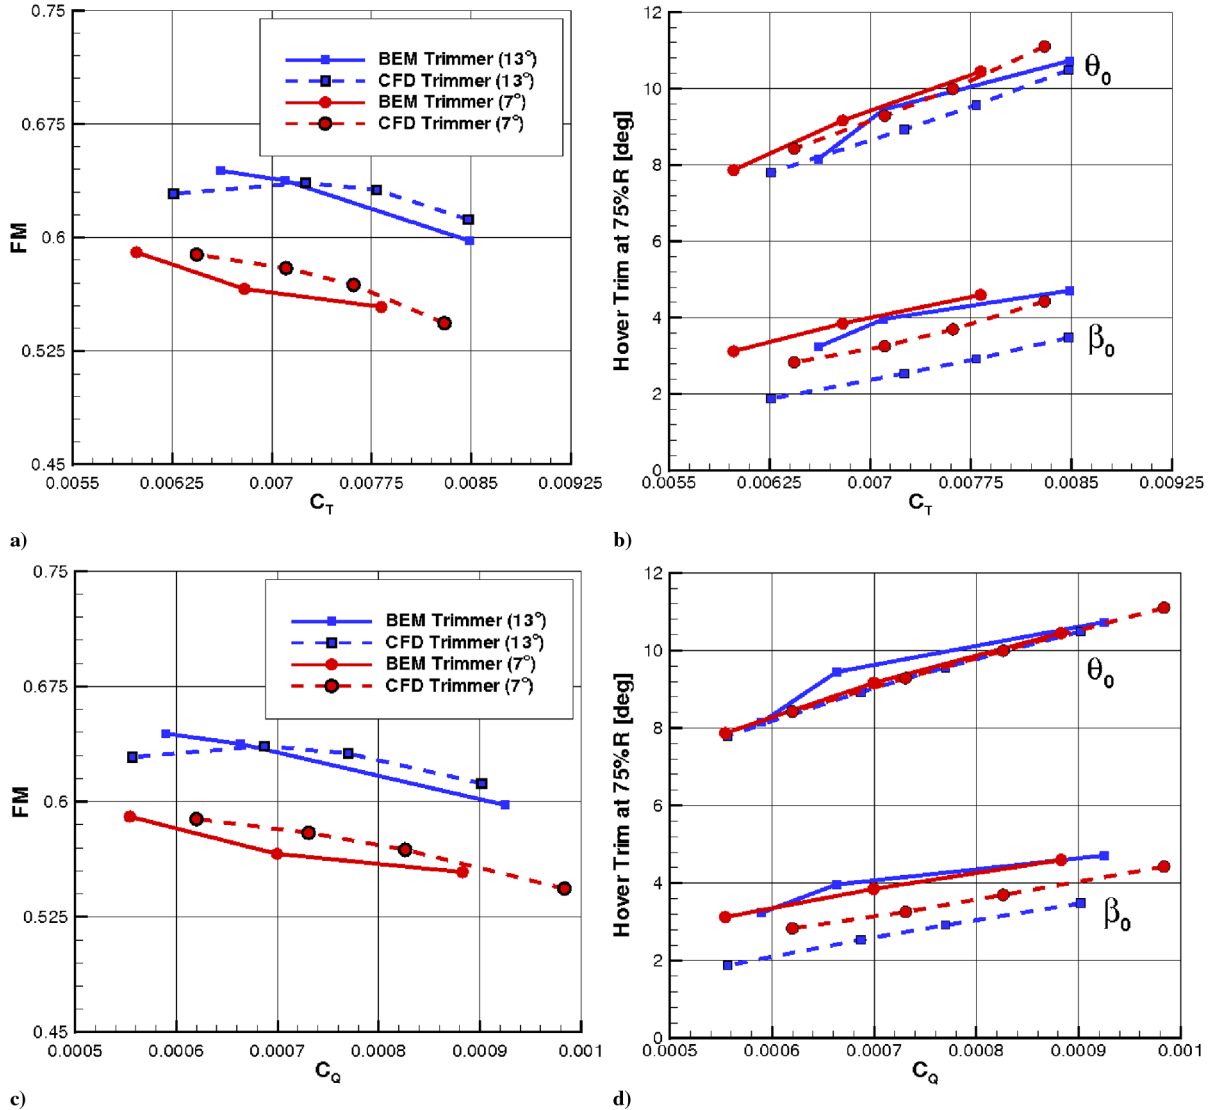 0.75
0.675
0.6
0.525
0.45
FM
BEM Trimmer (13°)
CFD Trimmer (13°)
BEM Trimmer (7°)
CFD Trimmer (7°)
0.0055 0.00625 0.007 0.00775 0.0085 0.00925
C_T
a)
12
10
8
6
4
2
0
Hover Trim at 75%R [deg]
θ₀
β₀
0.0055 0.00625 0.007 0.00775 0.0085 0.00925
C_T
b)
0.75
0.675
0.6
0.525
0.45
FM
BEM Trimmer (13°)
CFD Trimmer (13°)
BEM Trimmer (7°)
CFD Trimmer (7°)
0.0005 0.0006 0.0007 0.0008 0.0009 0.001
C_Q
c)
12
10
8
6
4
2
0
Hover Trim at 75%R [deg]
θ₀
β₀
0.0005 0.0006 0.0007 0.0008 0.0009 0.001
C_Q
d)